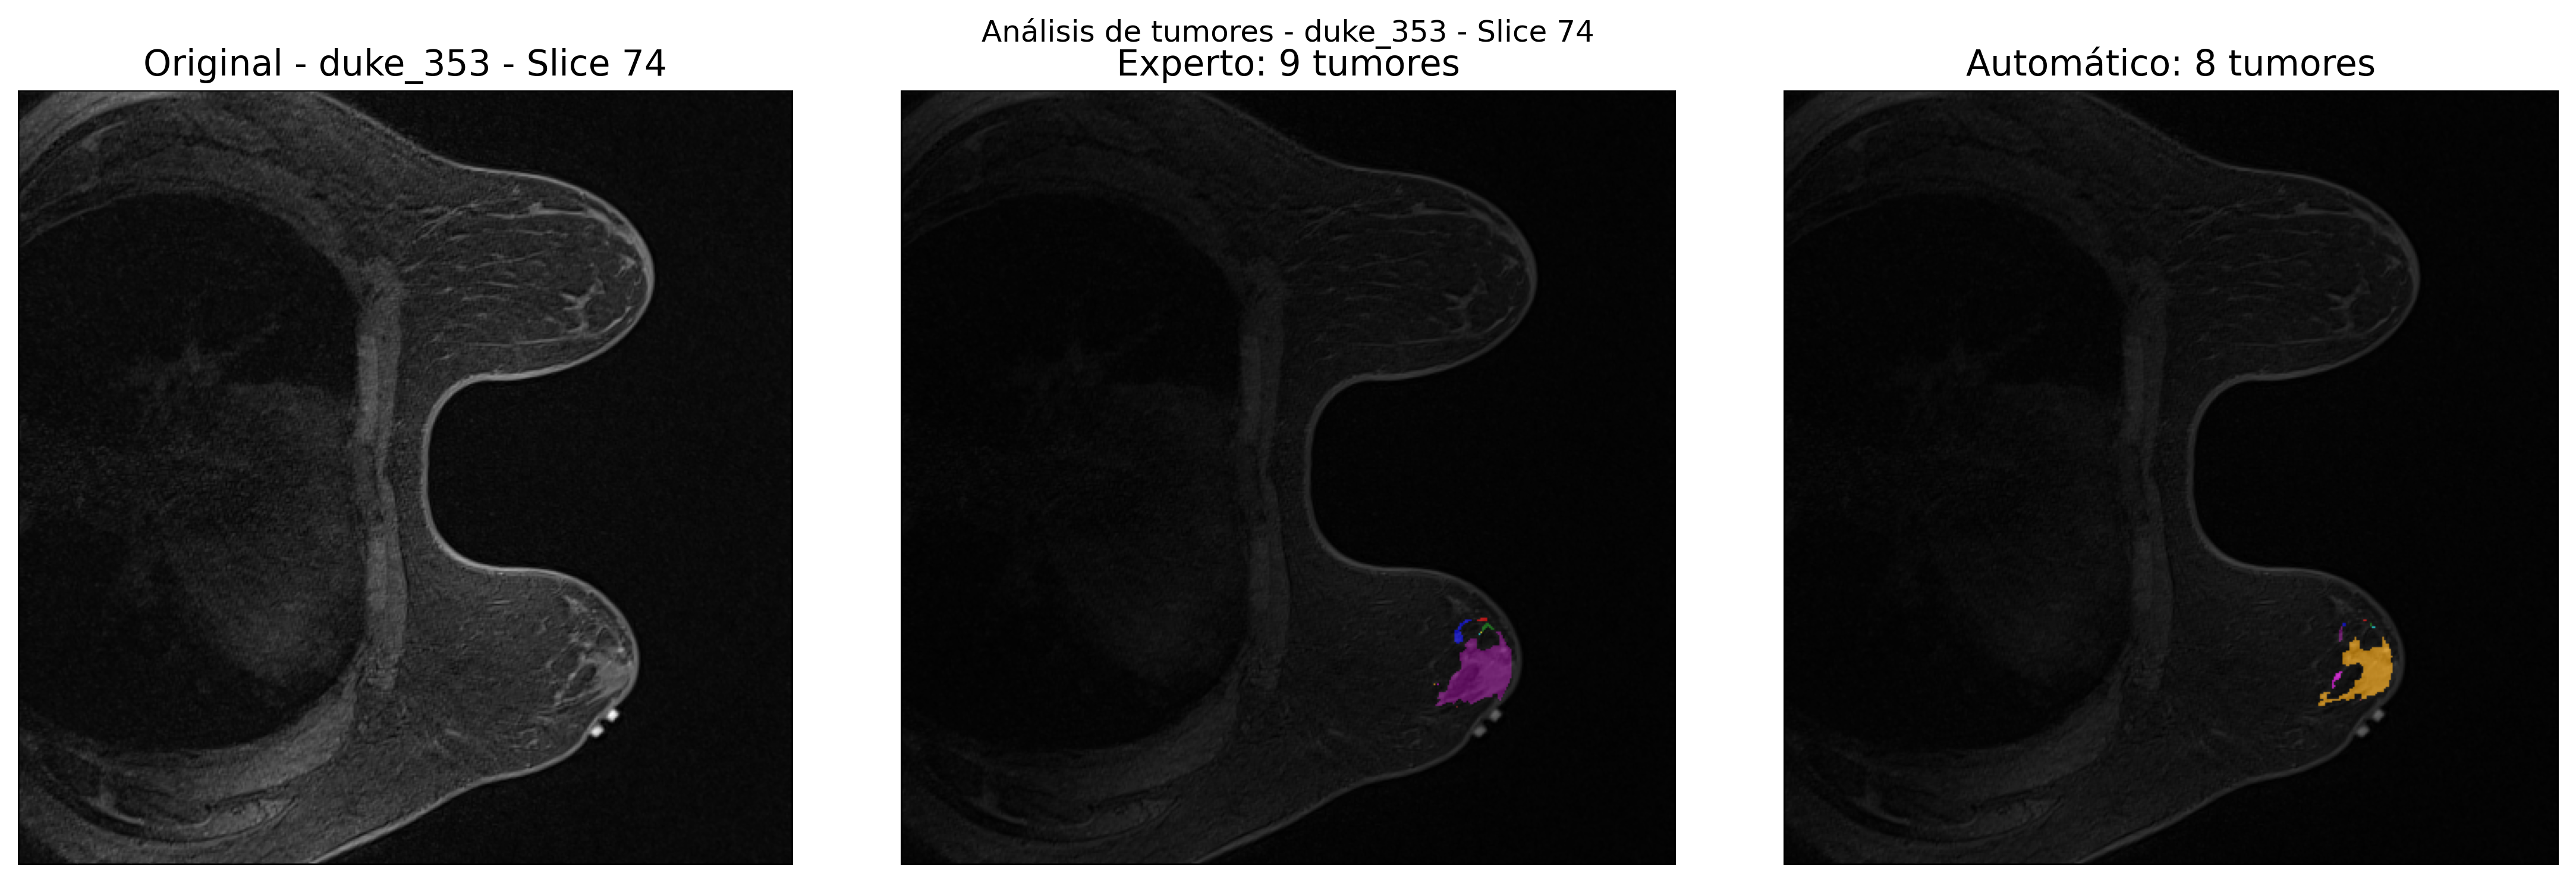 Análisis de tumores - duke_353 - Slice 74
Original - duke_353 - Slice 74
Experto: 9 tumores
Automático: 8 tumores